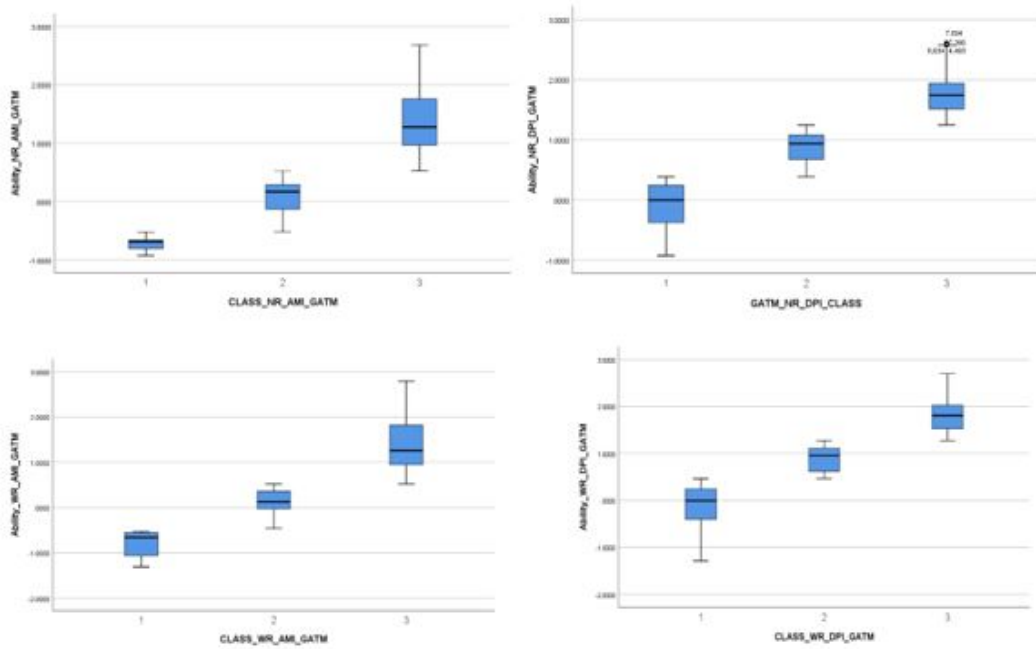 3.0000
2.0000
1.0000
.0000
-1.0000
Ability_NR_AMI_GATM
1 2 3
CLASS_NR_AMI_GATM
3.0000
2.0000
1.0000
.0000
-1.0000
Ability_NR_DPI_GATM
1 2 3
GATM_NR_DPI_CLASS
3.0000
2.0000
1.0000
.0000
-1.0000
-2.0000
Ability_WR_AMI_GATM
1 2 3
CLASS_WR_AMI_GATM
3.0000
2.0000
1.0000
.0000
-1.0000
-2.0000
Ability_WR_DPI_GATM
1 2 3
CLASS_WR_DPI_GATM